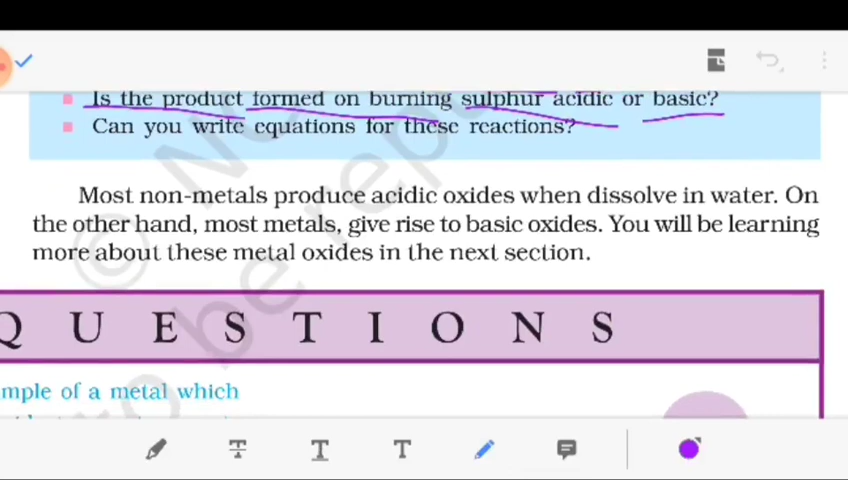 Is the product formed on burning sulphur acidic or basic?
Can you write equations for these reactions?
Most non-metals produce acidic oxides when dissolve in water. On
the other hand, most metals, give rise to basic oxides. You will be learning
more about these metal oxides in the next section.
QUESTIONS
mple of a metal which
T T T